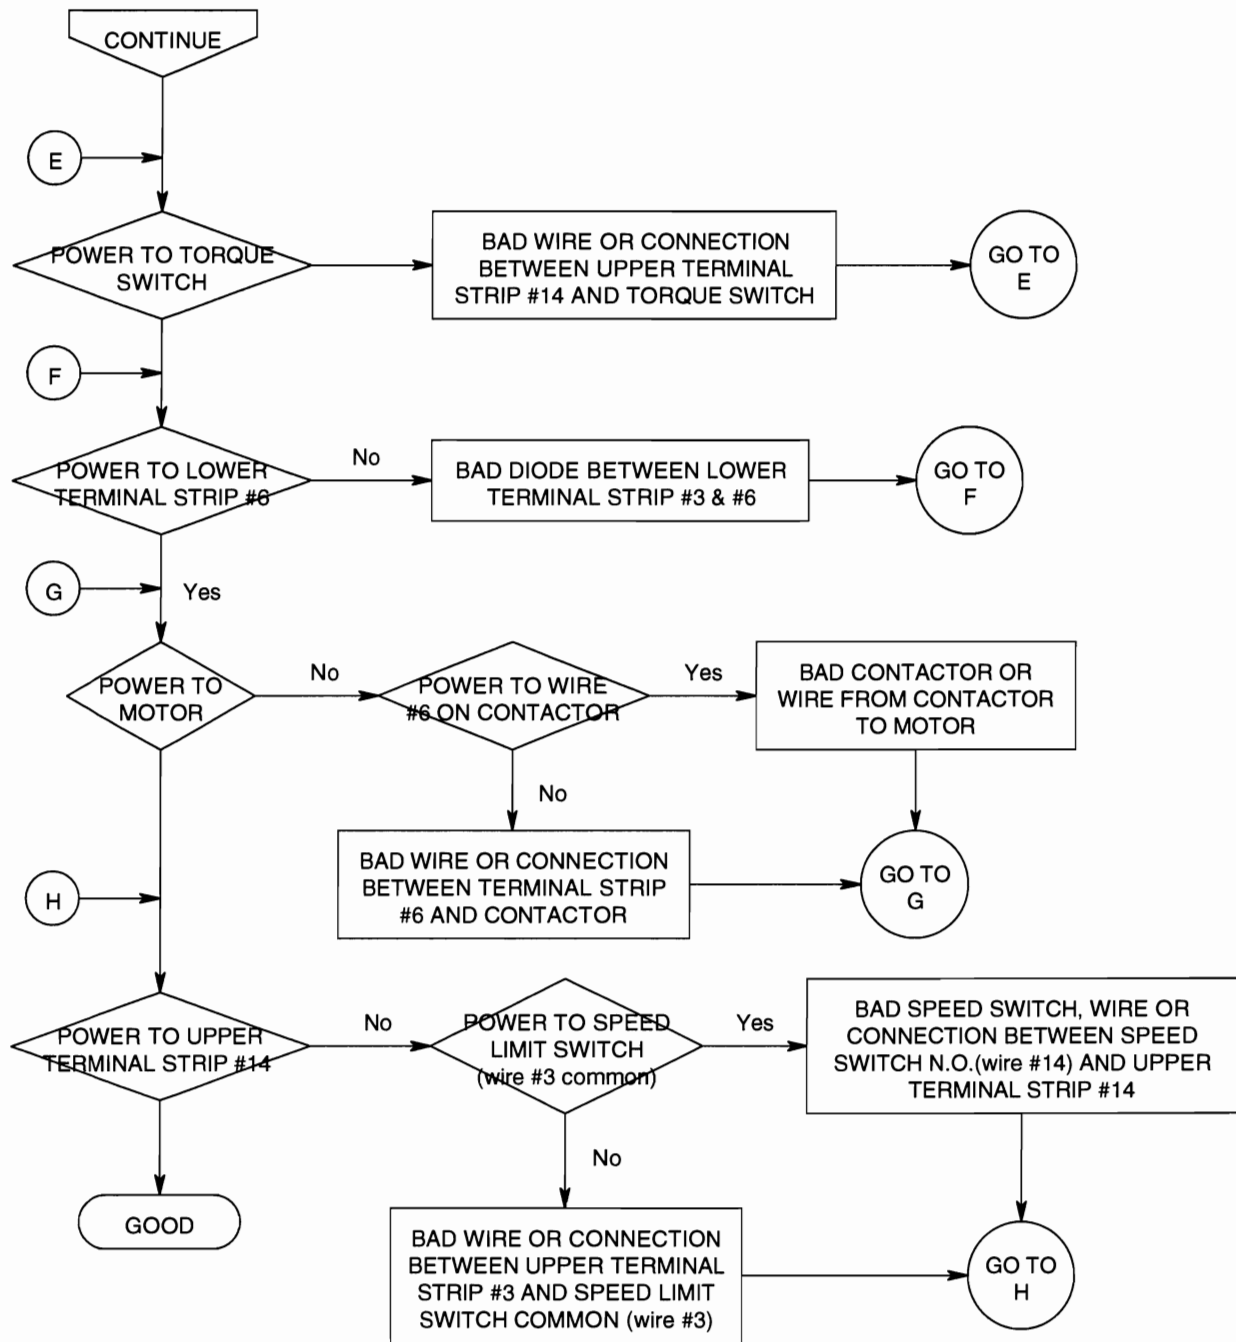 CONTINUE
E
POWER TO TORQUE
SWITCH
BAD WIRE OR CONNECTION
BETWEEN UPPER TERMINAL
STRIP #14 AND TORQUE SWITCH
GO TO
E
F
POWER TO LOWER
TERMINAL STRIP #6
No
BAD DIODE BETWEEN LOWER
TERMINAL STRIP #3 & #6
GO TO
F
G
Yes
POWER TO
MOTOR
No
POWER TO WIRE
#6 ON CONTACTOR
Yes
BAD CONTACTOR OR
WIRE FROM CONTACTOR
TO MOTOR
No
BAD WIRE OR CONNECTION
BETWEEN TERMINAL STRIP
#6 AND CONTACTOR
GO TO
G
H
POWER TO UPPER
TERMINAL STRIP #14
No
POWER TO SPEED
LIMIT SWITCH
(wire #3 common)
Yes
BAD SPEED SWITCH, WIRE OR
CONNECTION BETWEEN SPEED
SWITCH N.O.(wire #14) AND UPPER
TERMINAL STRIP #14
No
GOOD
BAD WIRE OR CONNECTION
BETWEEN UPPER TERMINAL
STRIP #3 AND SPEED LIMIT
SWITCH COMMON (wire #3)
GO TO
H